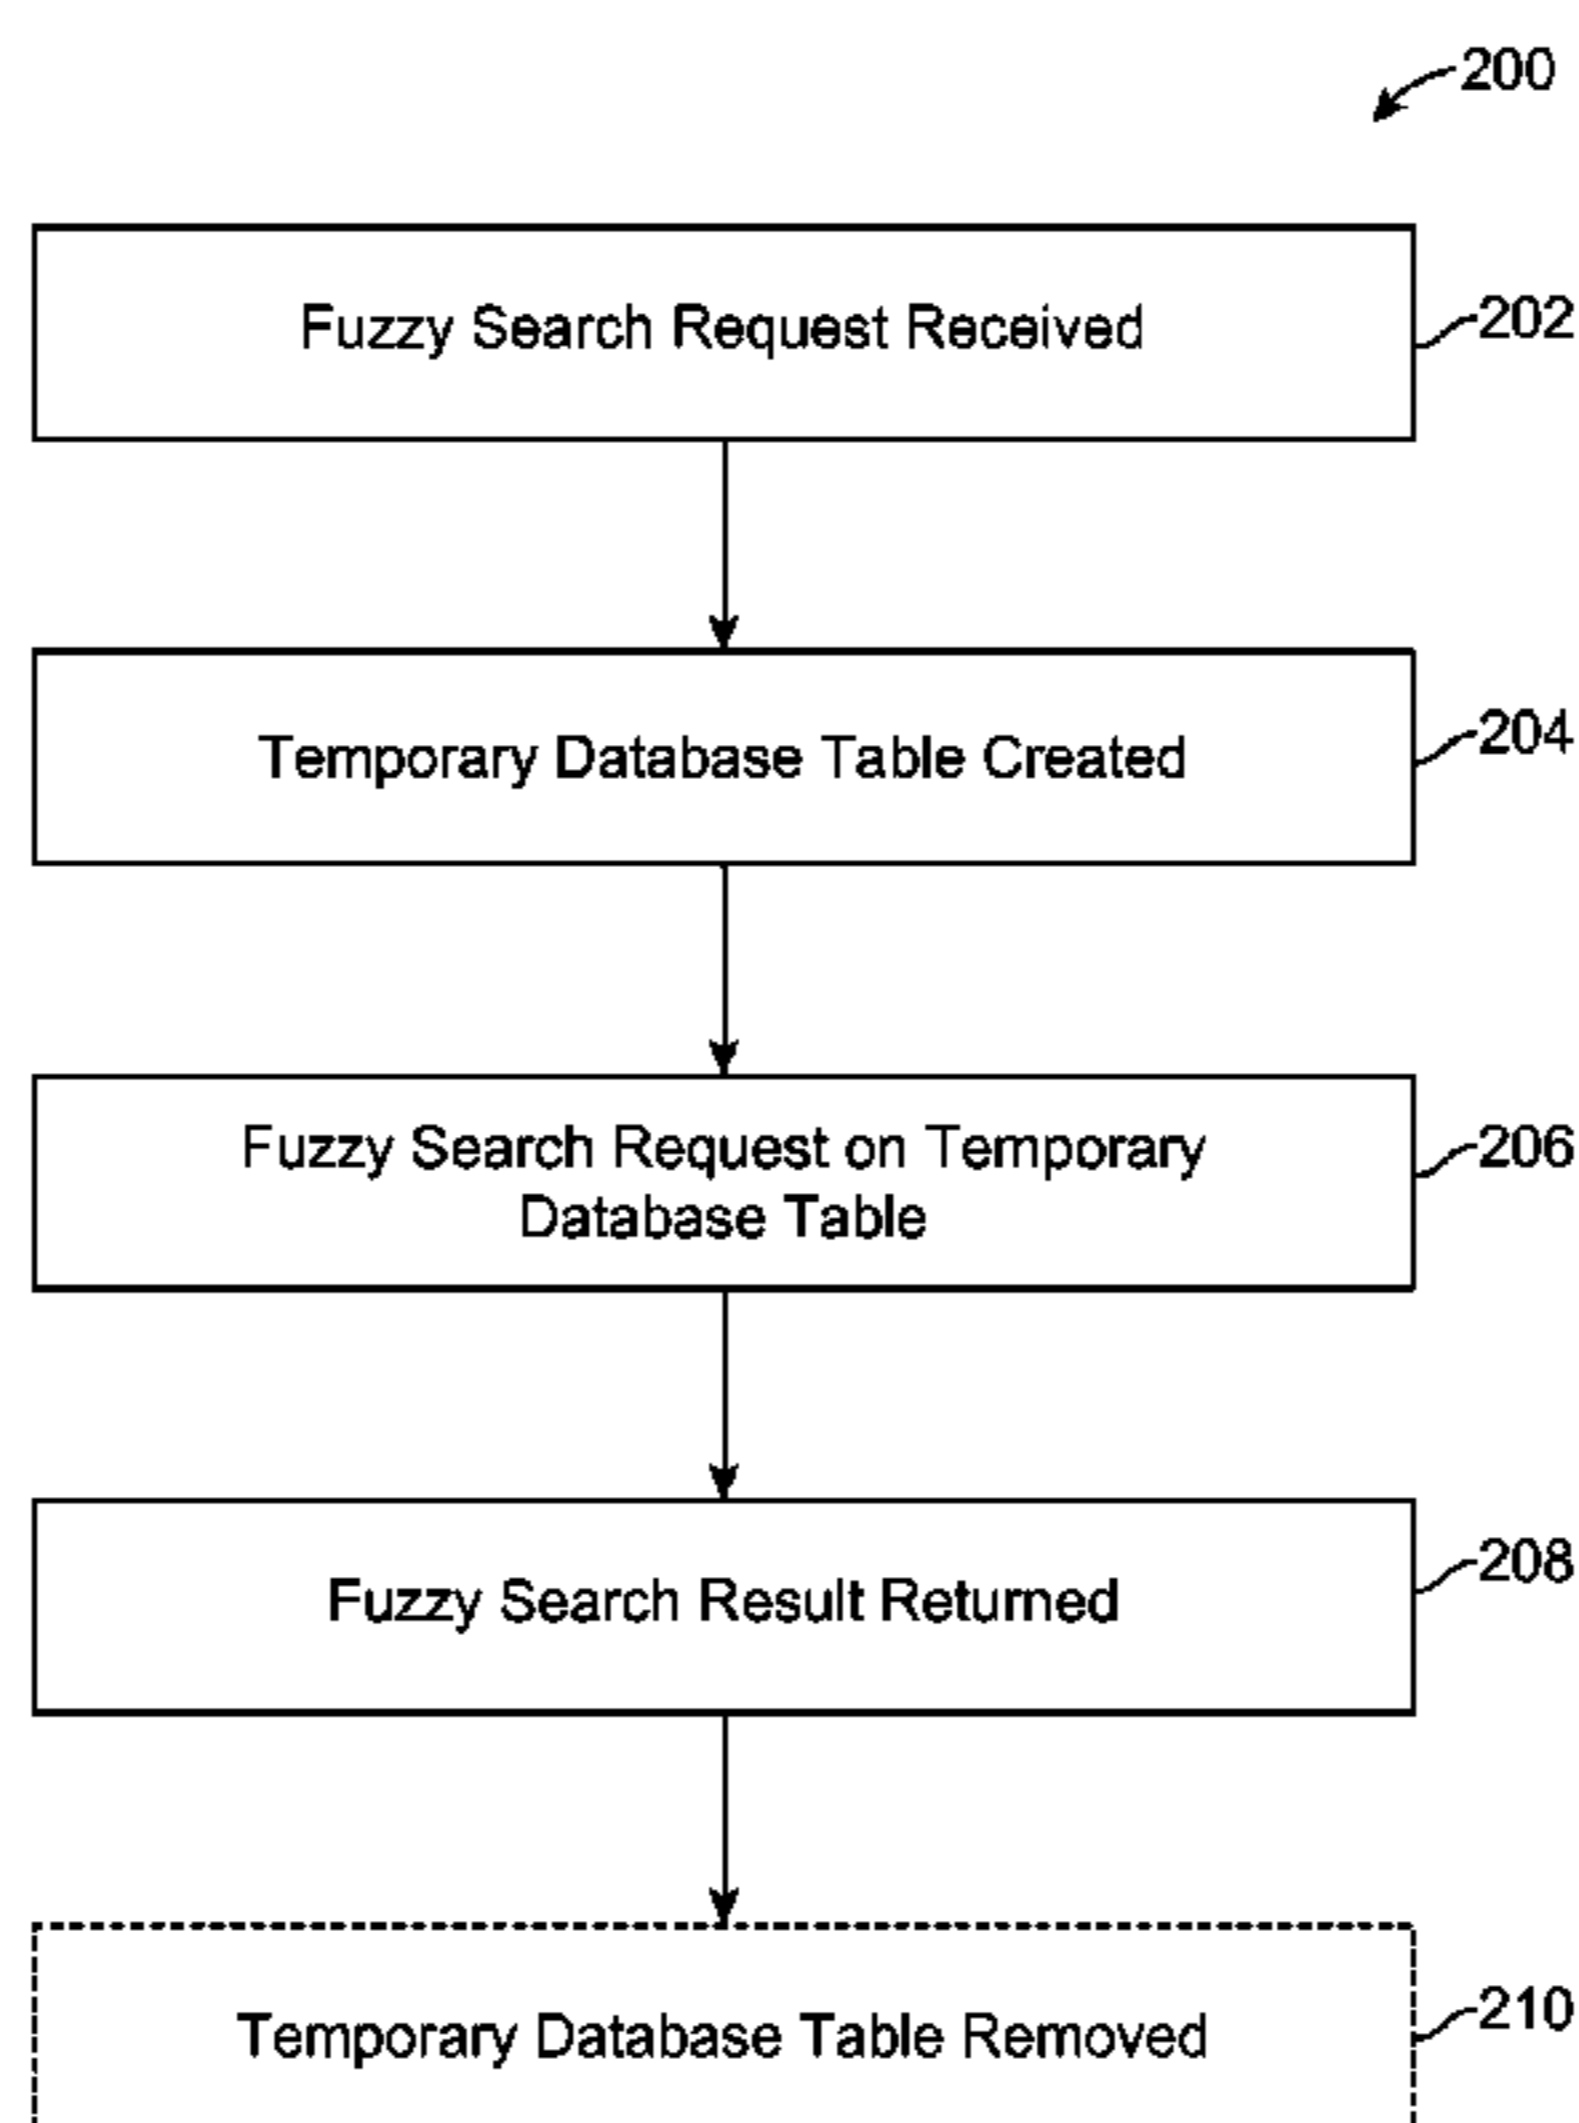 200
Fuzzy Search Request Received
202
Temporary Database Table Created
204
Fuzzy Search Request on Temporary
Database Table
206
Fuzzy Search Result Returned
208
Temporary Database Table Removed
210